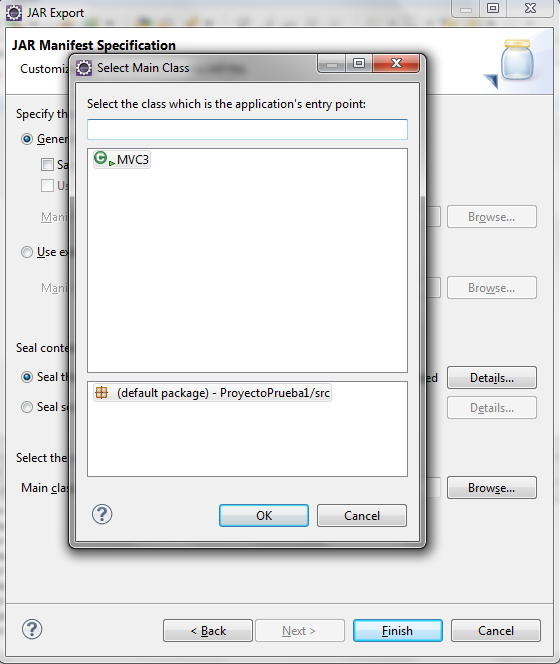 JAR Export
JAR Manifest Specification
Customiz
Select Main Class
Select the class which is the application's entry point:
MVC3
(default package) - ProyectoPrueba1/src
OK
Cancel
Specify th
Gener
Sa
Us
Mani
Browse...
Use ex
Mani
Browse...
Seal conte
Seal th
ed
Details...
Seal s
Details...
Select the
Main clas
Browse...
< Back
Next >
Finish
Cancel